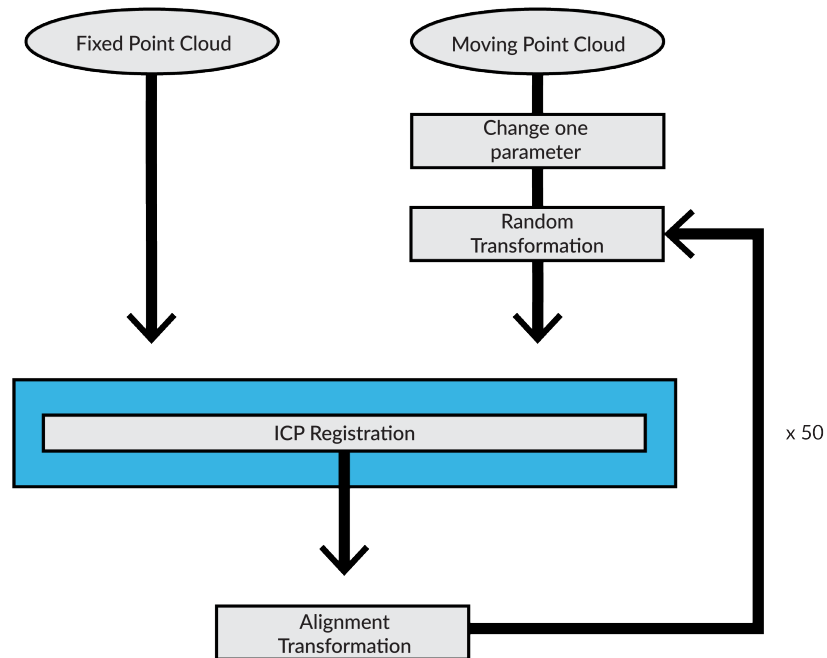 Fixed Point Cloud
Moving Point Cloud
Change one
parameter
Random
Transformation
ICP Registration
x 50
Alignment
Transformation